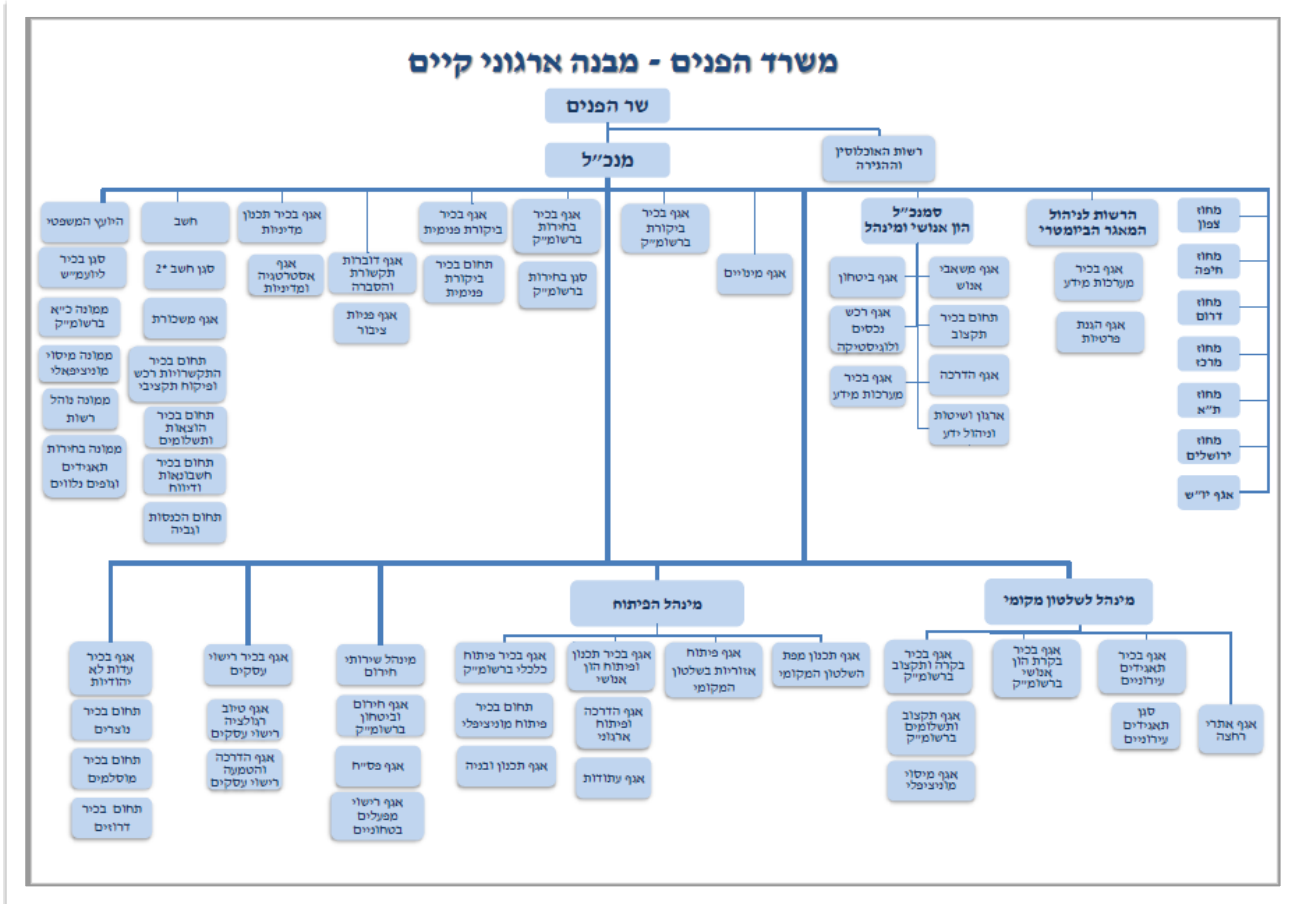 משרד הפנים - מבנה ארגוני קיים
שר הפנים
רשות האוכלוסין
וההגירה
מנכ״ל
מחוז
צפון
מחוז
חיפה
מחוז
דרום
מחוז
מרכז
מחוז
ת״א
מחוז
ירושלים
אגף יו״ש
הרשות לניהול
המאגר הביומטרי
אגף בכיר
מערכות מידע
אגף הגנת
פרטיות
סמנכ״ל
הון אנושי ומינהל
אגף משאבי
אנוש
תחום בכיר
תקצוב
אגף הדרכה
ארגון ושיטות
וניהול ידע
אגף ביטחון
אגף רכש
נכסים
ולוגיסטיקה
אגף בכיר
מערכות מידע
אגף מינויים
אגף בכיר
ביקורת
ברשומ״ק
אגף בכיר
בחירות
ברשומ״ק
סגן בחירות
ברשומ״ק
אגף בכיר
ביקורת פנימית
תחום בכיר
ביקורת
פנימית
אגף דוברות
תקשורת
והסברה
אגף פניות
ציבור
אגף בכיר תכנון
מדיניות
אגף
אסטרטגיה
ומדיניות
חשב
סגן חשב *2
אגף משכורת
תחום בכיר
התקשרויות רכש
ופיקוח תקציבי
תחום בכיר
הוצאות
ותשלומים
תחום בכיר
חשבונאות
ודיווח
תחום הכנסות
וגביה
היועץ המשפטי
סגן בכיר
ליועמ״ש
ממונה כ״א
ברשומ״ק
ממונה מיסוי
מוניציפאלי
ממונה נוהל
רשות
ממונה בחירות
תאגידים
וגופים נלווים
מינהל לשלטון מקומי
אגף אתרי
רחצה
אגף בכיר
תאגידים
עירוניים
סגן
תאגידים
עירוניים
אגף בכיר
בקרת הון
אנושי
ברשומ״ק
אגף בכיר
בקרה ותקצוב
ברשומ״ק
אגף תקצוב
ותשלומים
ברשומ״ק
אגף מיסוי
מוניציפלי
מינהל הפיתוח
אגף תכנון מפת
השלטון המקומי
אגף פיתוח
אזוריות בשלטון
המקומי
אגף בכיר תכנון
ופיתוח הון
אנושי
אגף הדרכה
ופיתוח
ארגוני
אגף עתודות
אגף בכיר פיתוח
כלכלי ברשומ״ק
תחום בכיר
פיתוח מוניציפלי
אגף תכנון ובניה
מינהל שירותי
חירום
אגף חירום
וביטחון
ברשומ״ק
אגף פס״ח
אגף רישוי
מפעלים
בטחוניים
אגף בכיר רישוי
עסקים
אגף טיוב
רגולציה
רישוי עסקים
אגף הדרכה
והטמעה
רישוי עסקים
אגף בכיר
עדות לא
יהודיות
תחום בכיר
נוצרים
תחום בכיר
מוסלמים
תחום בכיר
דרוזים